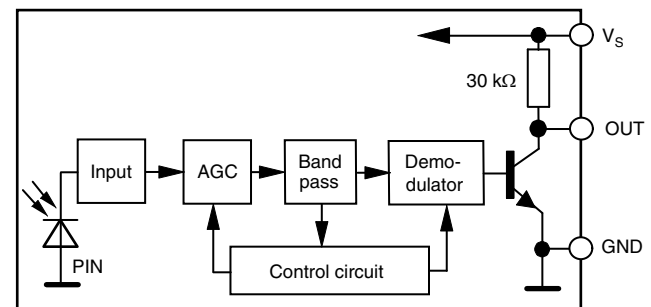 V_S
30 kΩ
OUT
Input
AGC
Band
pass
Demo-
dulator
GND
PIN
Control circuit